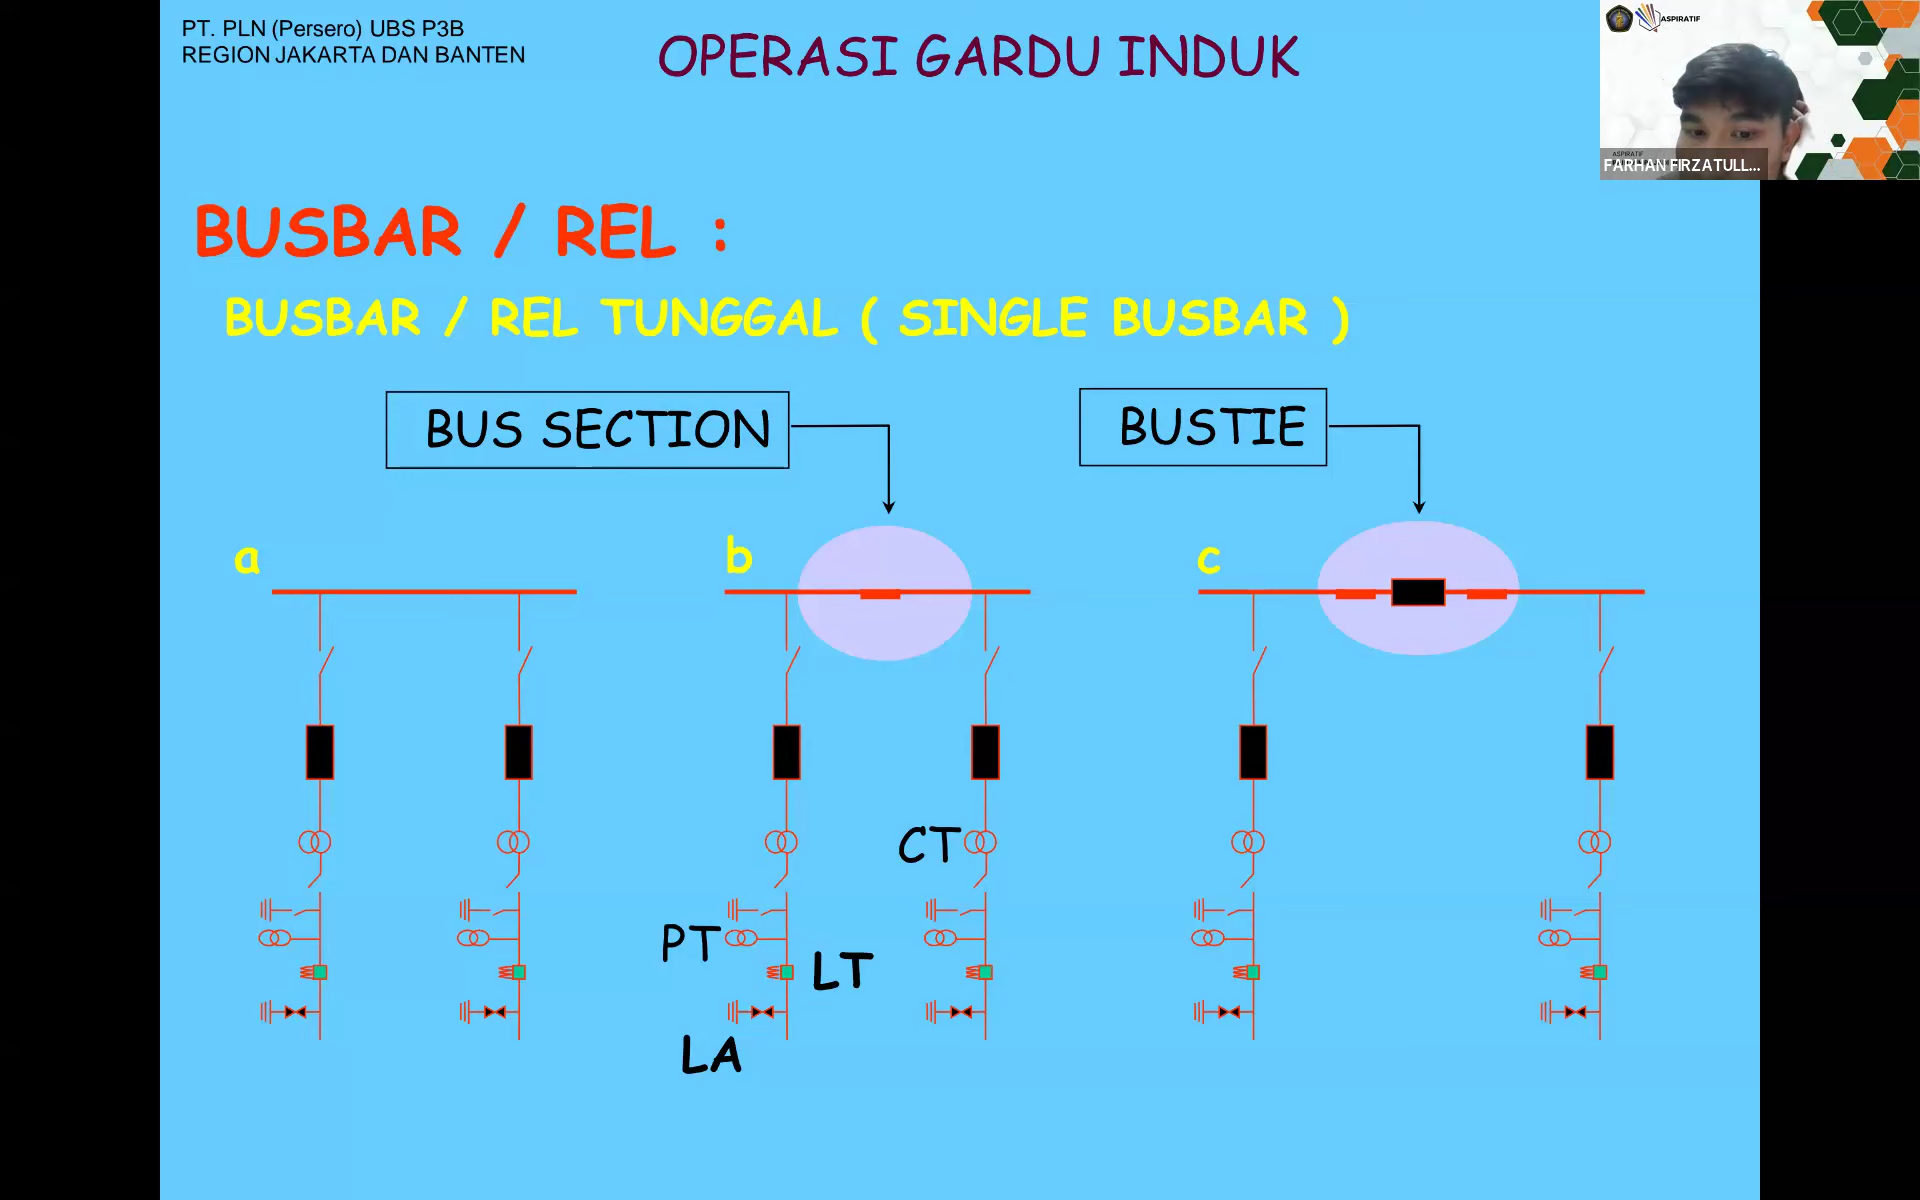 PT. PLN (Persero) UBS P3B
REGION JAKARTA DAN BANTEN
OPERASI GARDU INDUK
ASPIRATIF
ASPIRATIF
FARHAN FIRZATULL...
BUSBAR / REL :
BUSBAR / REL TUNGGAL ( SINGLE BUSBAR )
BUS SECTION
BUSTIE
a
b
c
CT
PT
LT
LA